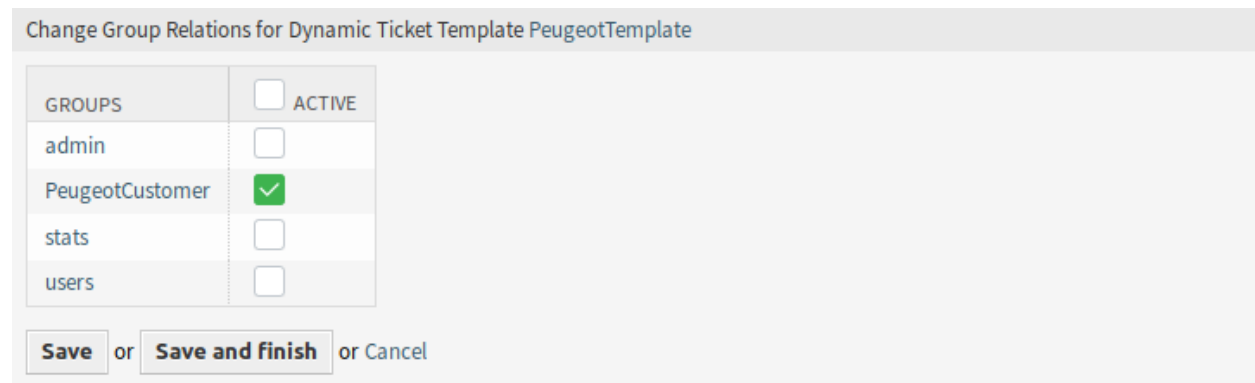 Change Group Relations for Dynamic Ticket Template PeugeotTemplate
GROUPS ACTIVE
admin
PeugeotCustomer
stats
users
Save or Save and finish or Cancel